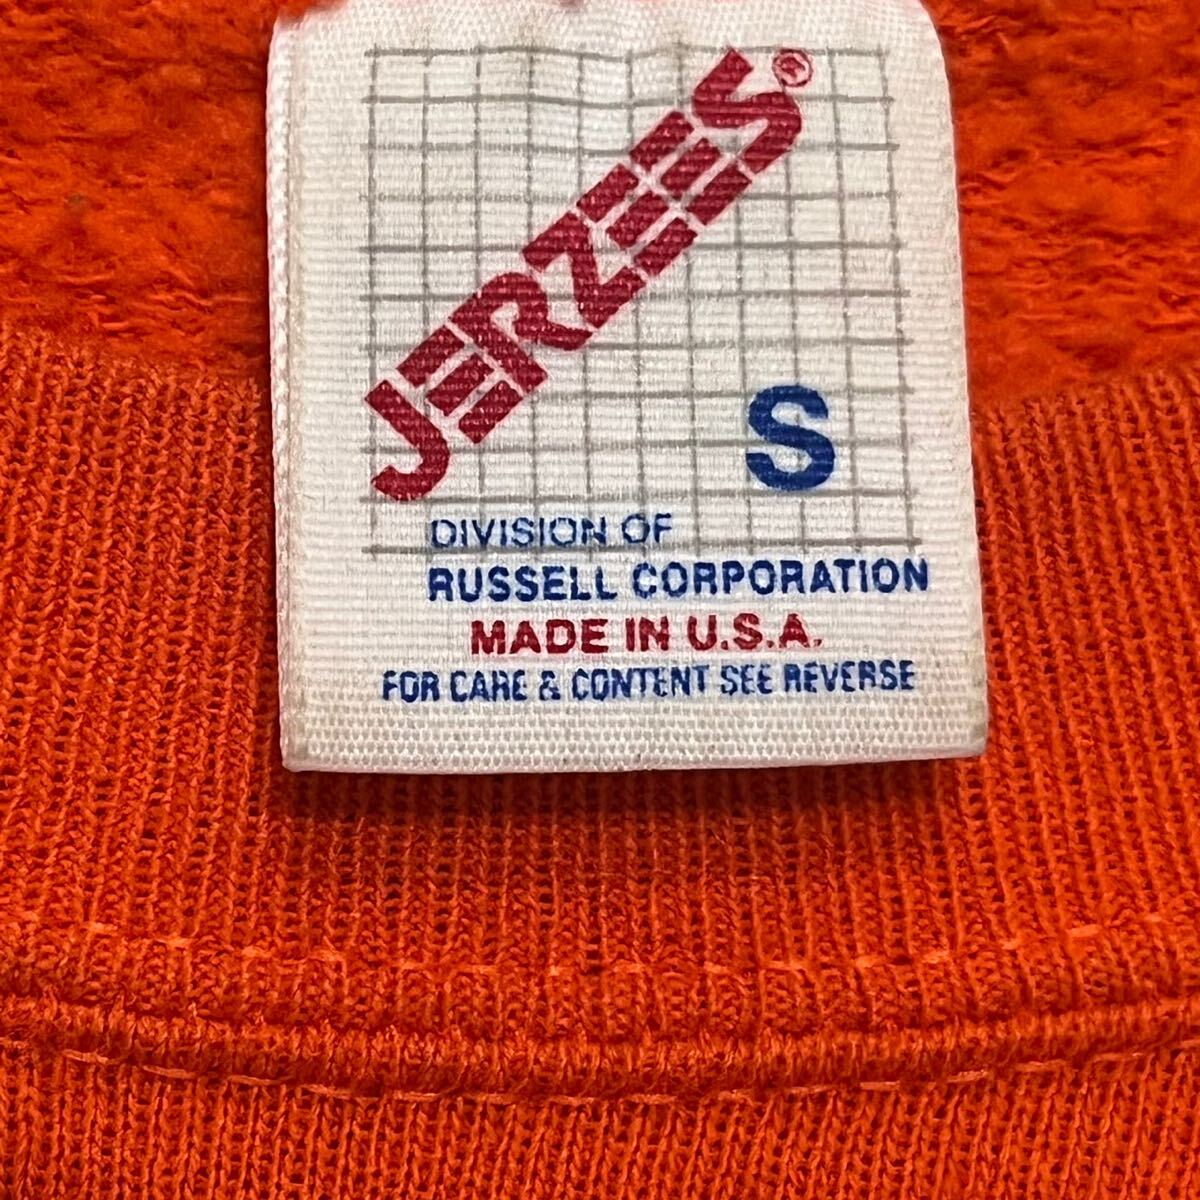 JERZEES®
S
DIVISION OF
RUSSELL CORPORATION
MADE IN U.S.A.
FOR CARE & CONTENT SEE REVERSE